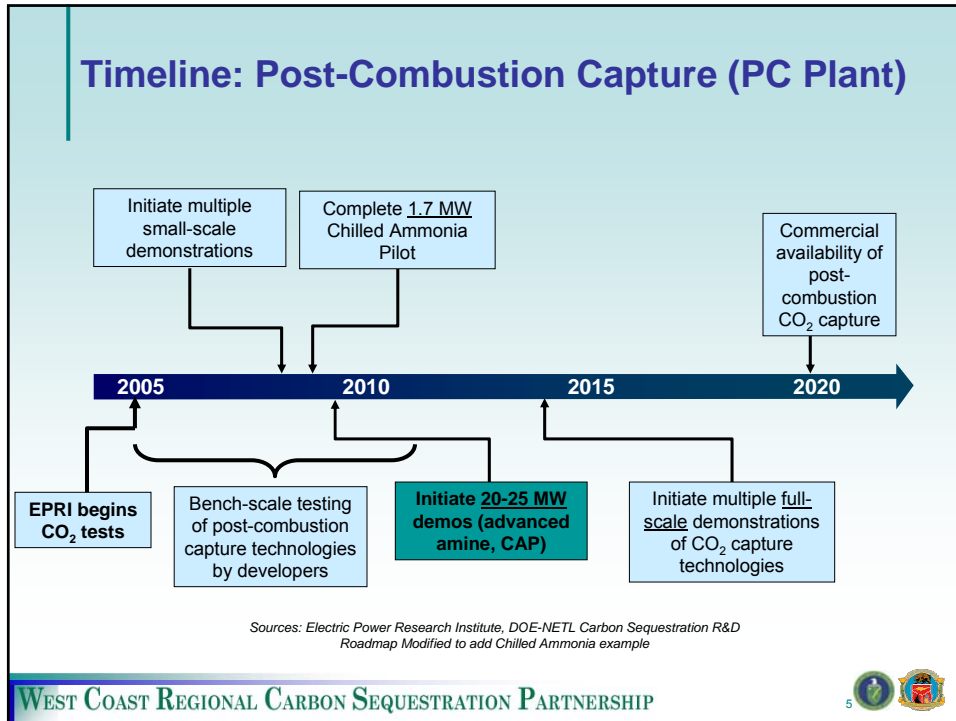 Timeline: Post-Combustion Capture (PC Plant)
Initiate multiple
small-scale
demonstrations
Complete 1.7 MW
Chilled Ammonia
Pilot
Commercial
availability of
post-
combustion
CO2 capture
2005 2010 2015 2020
EPRI begins
CO2 tests
Bench-scale testing
of post-combustion
capture technologies
by developers
Initiate 20-25 MW
demos (advanced
amine, CAP)
Initiate multiple full-
scale demonstrations
of CO2 capture
technologies
Sources: Electric Power Research Institute, DOE-NETL Carbon Sequestration R&D
Roadmap Modified to add Chilled Ammonia example
WEST COAST REGIONAL CARBON SEQUESTRATION PARTNERSHIP
5